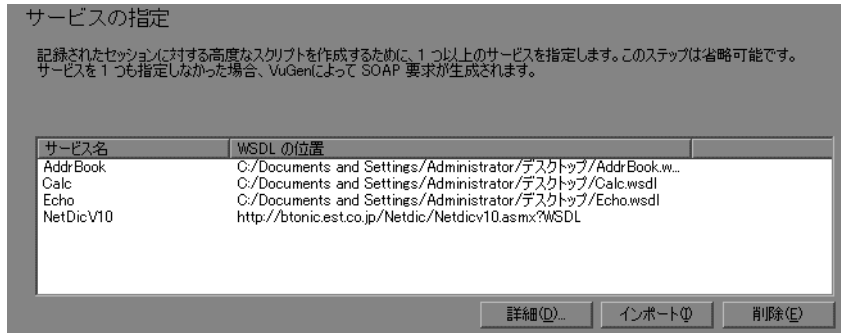 サービスの指定
記録されたセッションに対する高度なスクリプトを作成するために、1 つ以上のサービスを指定します。このステップは省略可能です。
サービスを 1 つも指定しなかった場合、VuGenによって SOAP 要求が生成されます。
サービス名 WSDL の位置
AddrBook C:/Documents and Settings/Administrator/デスクトップ/AddrBook.w...
Calc C:/Documents and Settings/Administrator/デスクトップ/Calc.wsdl
Echo C:/Documents and Settings/Administrator/デスクトップ/Echo.wsdl
NetDicV10 http://btonic.est.co.jp/Netdic/Netdicv10.asmx?WSDL
詳細(D)... インポート(I) 削除(E)